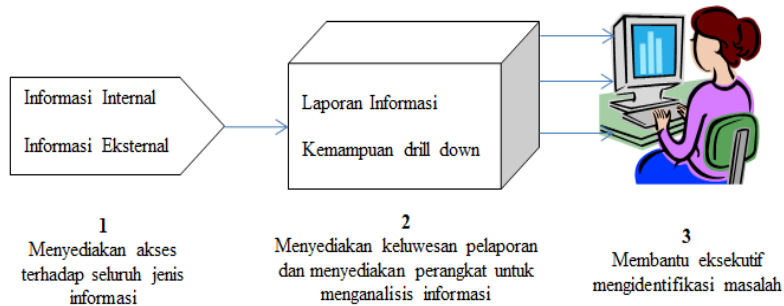 Informasi Internal
Informasi Eksternal
Laporan Informasi
Kemampuan drill down
1
Menyediakan akses
terhadap seluruh jenis
informasi
2
Menyediakan keluwesan pelaporan
dan menyediakan perangkat untuk
menganalisis informasi
3
Membantu eksekutif
mengidentifikasi masalah